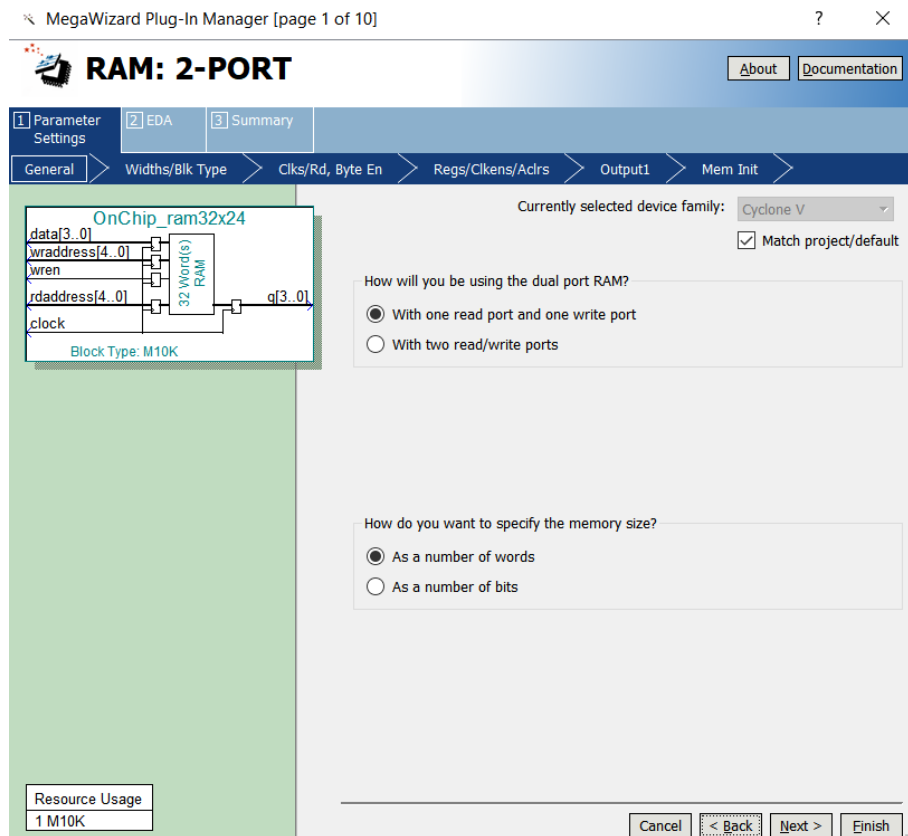 MegaWizard Plug-In Manager [page 1 of 10]
?
RAM: 2-PORT
About
Documentation
1 Parameter Settings
2 EDA
3 Summary
General
Widths/Blk Type
Clks/Rd, Byte En
Regs/Clkens/Aclrs
Output1
Mem Init
OnChip_ram32x24
data[3..0]
wraddress[4..0]
wren
rdaddress[4..0]
clock
32 Word(s)
RAM
q[3..0]
Block Type: M10K
Currently selected device family:
Cyclone V
Match project/default
How will you be using the dual port RAM?
With one read port and one write port
With two read/write ports
How do you want to specify the memory size?
As a number of words
As a number of bits
Resource Usage
1 M10K
Cancel
< Back
Next >
Finish